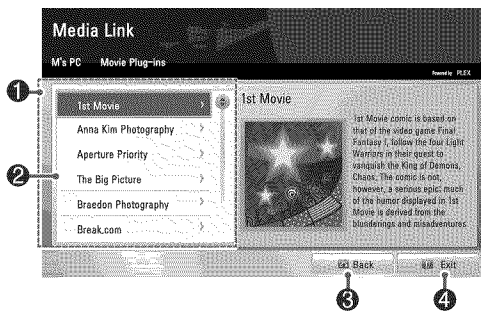 Media Link
M's PC Movie Plug-ins
Powered by PLEX
1
2
1st Movie
Anna Kim Photography
Aperture Priority
The Big Picture
Braedon Photography
Break.com
1st Movie
1st Movie comic is based on
that of the video game Final
Fantasy 1, follow the four Light
Warriors in their quest to
vanquish the King of Demons,
Chaos, The comic is not,
however, a serious epic; much
of the humor displayed in 1st
Movie is derived from the
blunderings and misadventures
Back
Exit
3
4